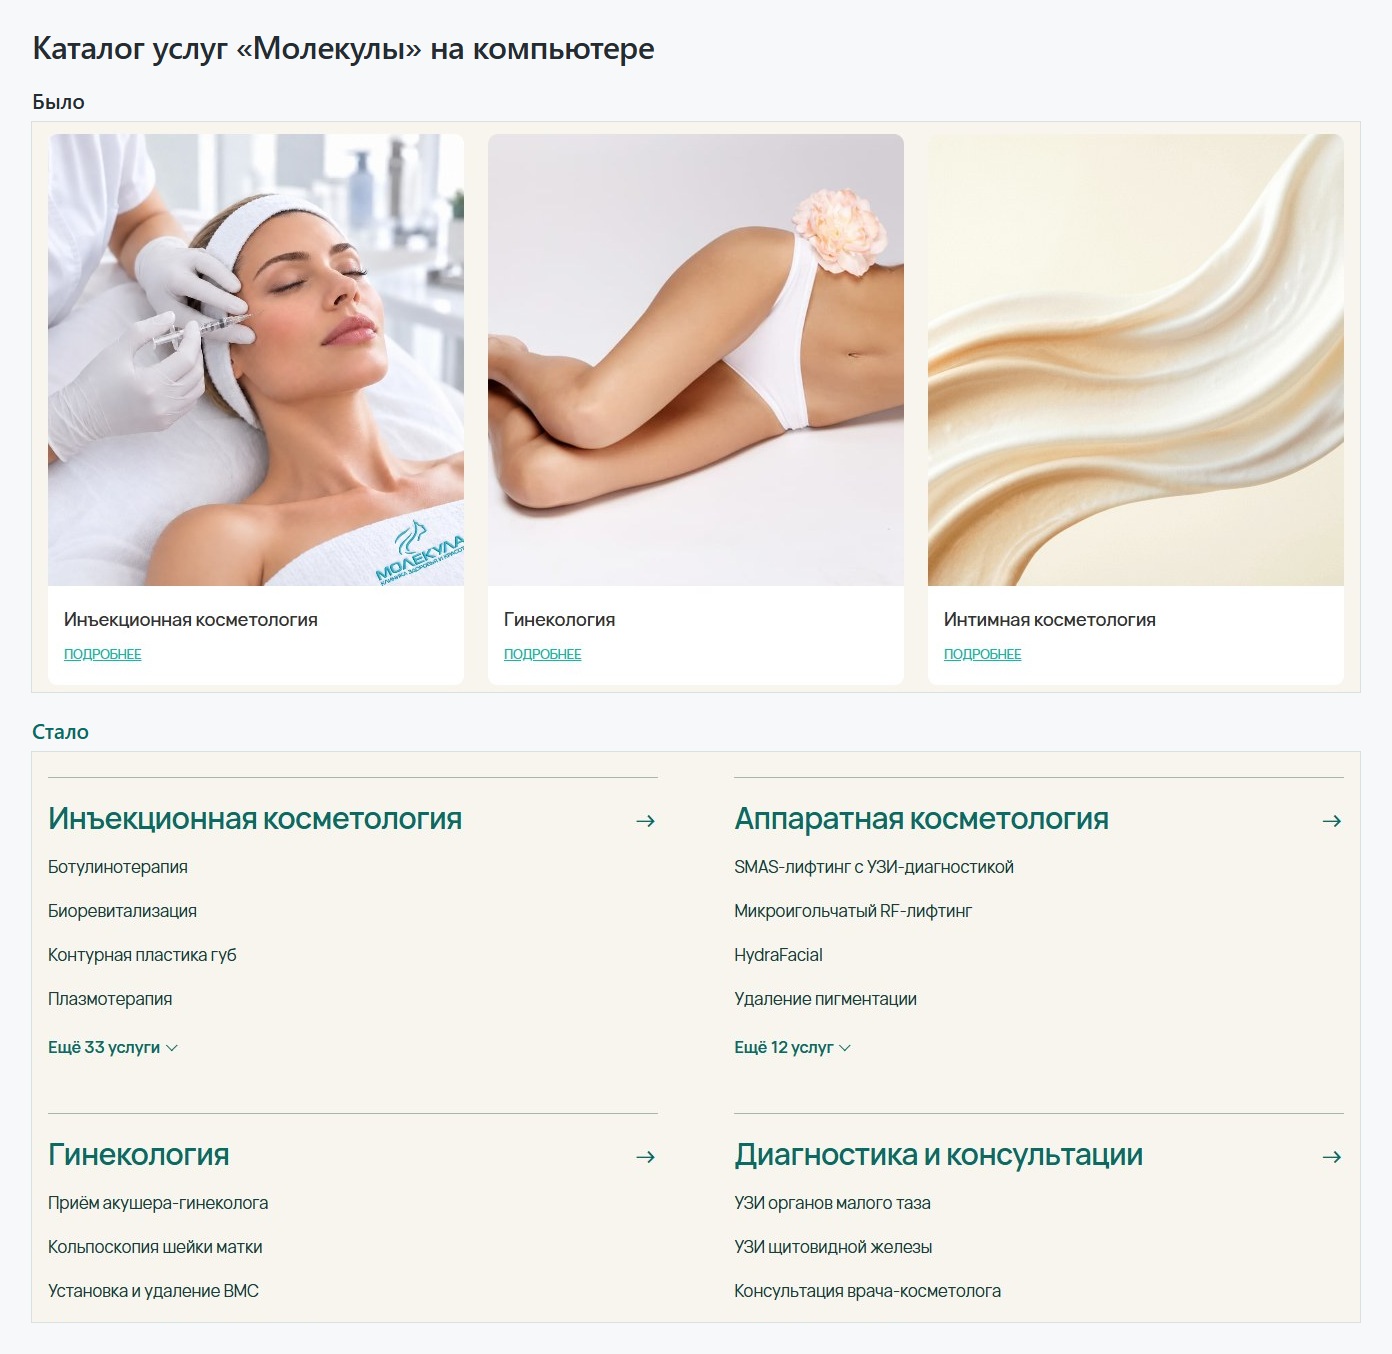 Каталог услуг «Молекулы» на компьютере
Было
МОЛЕКУЛА
КЛИНИКА ЗДОРОВЬЯ И
Инъекционная косметология
ПОДРОБНЕЕ
Гинекология
ПОДРОБНЕЕ
Интимная косметология
ПОДРОБНЕЕ
Стало
Инъекционная косметология →
Ботулинотерапия
Биоревитализация
Контурная пластика губ
Плазмотерапия
Ещё 33 услуги
Аппаратная косметология →
SMAS-лифтинг с УЗИ-диагностикой
Микроигольчатый RF-лифтинг
HydraFacial
Удаление пигментации
Ещё 12 услуг
Гинекология →
Приём акушера-гинеколога
Кольпоскопия шейки матки
Установка и удаление ВМС
Диагностика и консультации →
УЗИ органов малого таза
УЗИ щитовидной железы
Консультация врача-косметолога